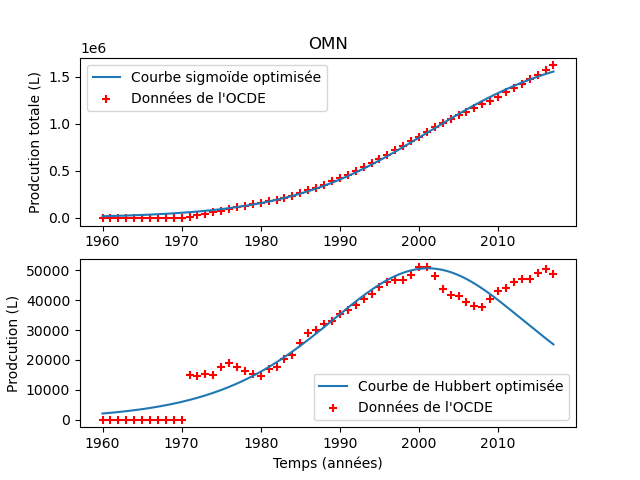 OMN
1e6
Prodcution totale (L)
1.5
1.0
0.5
0.0
Courbe sigmoïde optimisée
Données de l'OCDE
1960 1970 1980 1990 2000 2010
Prodcution (L)
50000
40000
30000
20000
10000
0
Courbe de Hubbert optimisée
Données de l'OCDE
1960 1970 1980 1990 2000 2010
Temps (années)